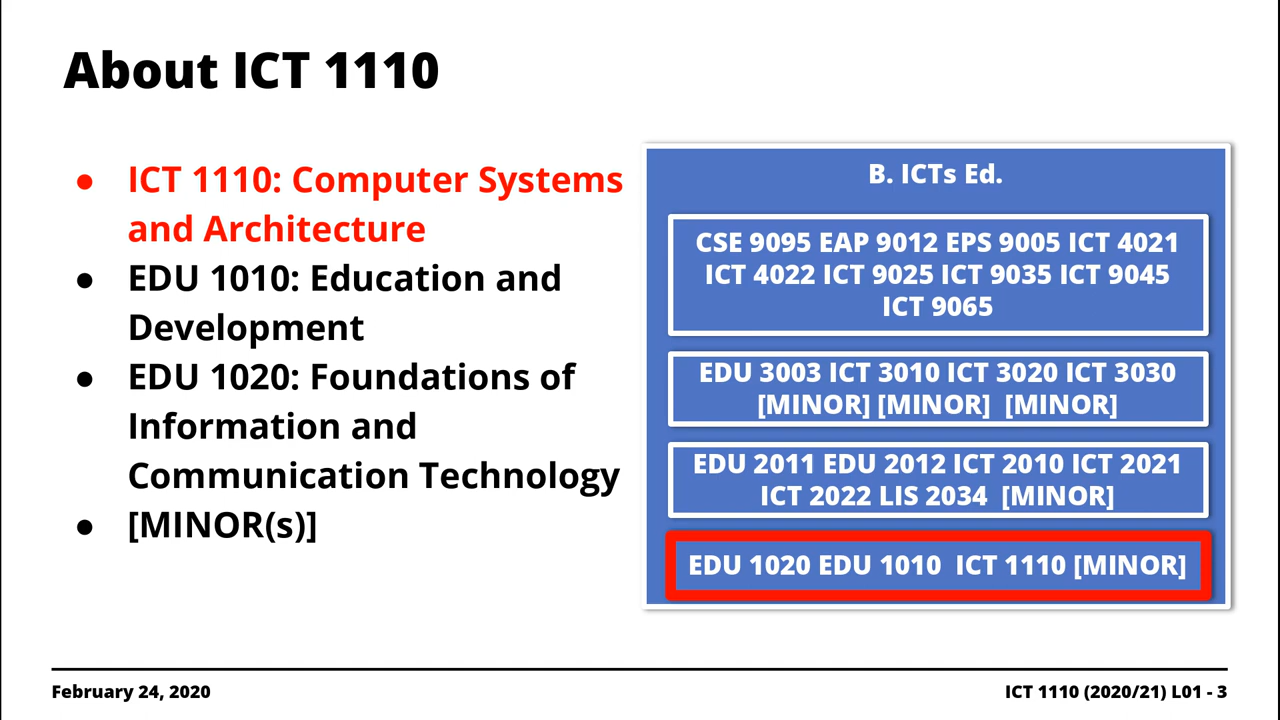 About ICT 1110
● ICT 1110: Computer Systems
and Architecture
● EDU 1010: Education and
Development
● EDU 1020: Foundations of
Information and
Communication Technology
● [MINOR(s)]
B. ICTs Ed.
CSE 9095 EAP 9012 EPS 9005 ICT 4021
ICT 4022 ICT 9025 ICT 9035 ICT 9045
ICT 9065
EDU 3003 ICT 3010 ICT 3020 ICT 3030
[MINOR] [MINOR] [MINOR]
EDU 2011 EDU 2012 ICT 2010 ICT 2021
ICT 2022 LIS 2034 [MINOR]
EDU 1020 EDU 1010 ICT 1110 [MINOR]
February 24, 2020
ICT 1110 (2020/21) L01 - 3